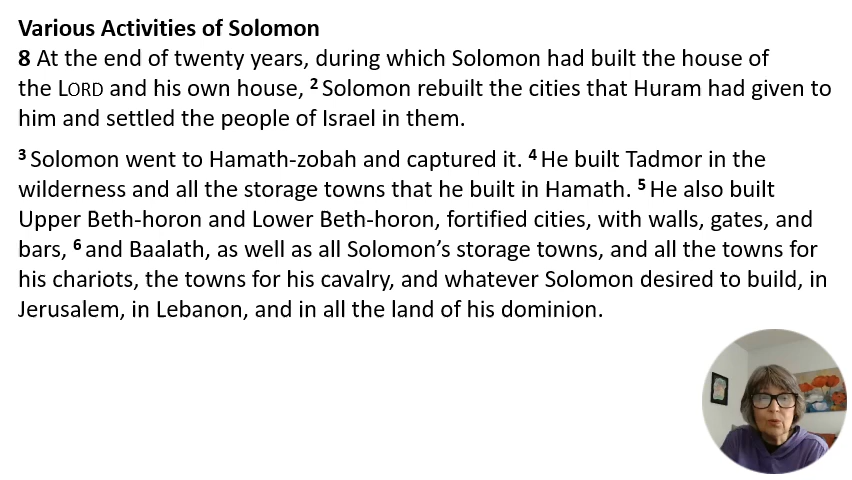 Various Activities of Solomon
8 At the end of twenty years, during which Solomon had built the house of
the LORD and his own house, 2 Solomon rebuilt the cities that Huram had given to
him and settled the people of Israel in them.
3 Solomon went to Hamath-zobah and captured it. 4 He built Tadmor in the
wilderness and all the storage towns that he built in Hamath. 5 He also built
Upper Beth-horon and Lower Beth-horon, fortified cities, with walls, gates, and
bars, 6 and Baalath, as well as all Solomon’s storage towns, and all the towns for
his chariots, the towns for his cavalry, and whatever Solomon desired to build, in
Jerusalem, in Lebanon, and in all the land of his dominion.